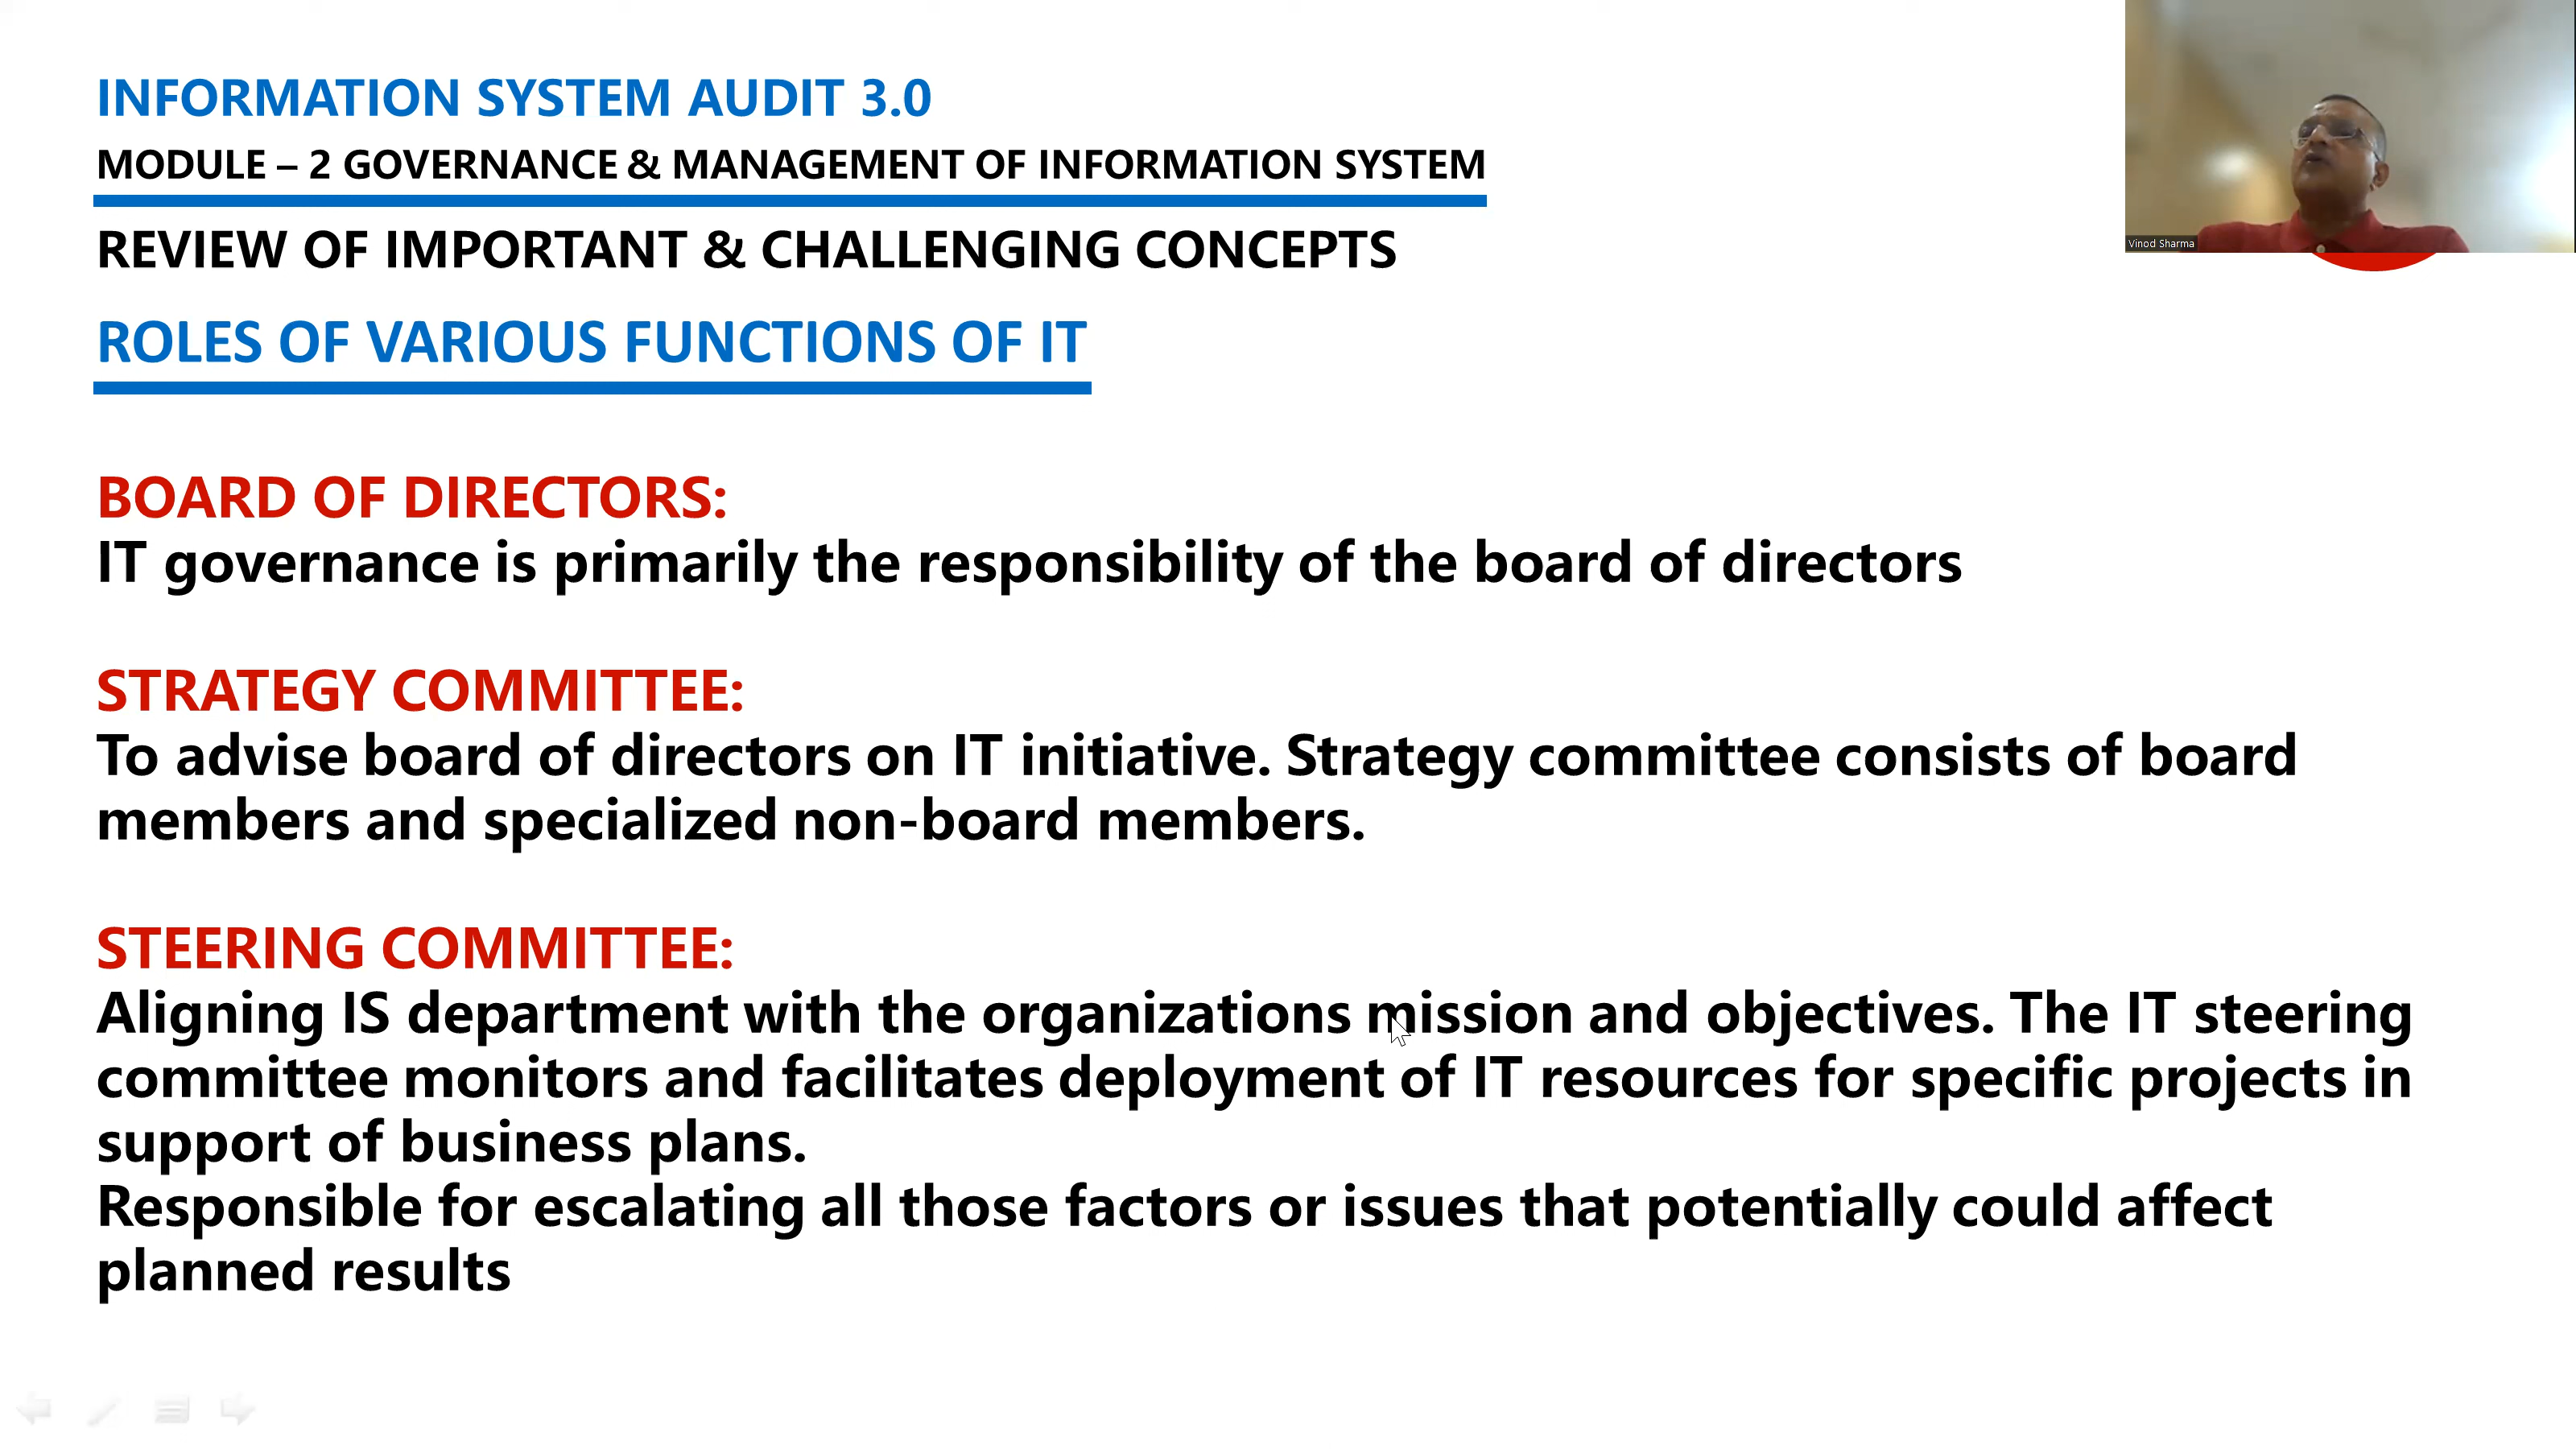 INFORMATION SYSTEM AUDIT 3.0
MODULE – 2 GOVERNANCE & MANAGEMENT OF INFORMATION SYSTEM
REVIEW OF IMPORTANT & CHALLENGING CONCEPTS
ROLES OF VARIOUS FUNCTIONS OF IT
BOARD OF DIRECTORS:
IT governance is primarily the responsibility of the board of directors
STRATEGY COMMITTEE:
To advise board of directors on IT initiative. Strategy committee consists of board
members and specialized non-board members.
STEERING COMMITTEE:
Aligning IS department with the organizations mission and objectives. The IT steering
committee monitors and facilitates deployment of IT resources for specific projects in
support of business plans.
Responsible for escalating all those factors or issues that potentially could affect
planned results
Vinod Sharma